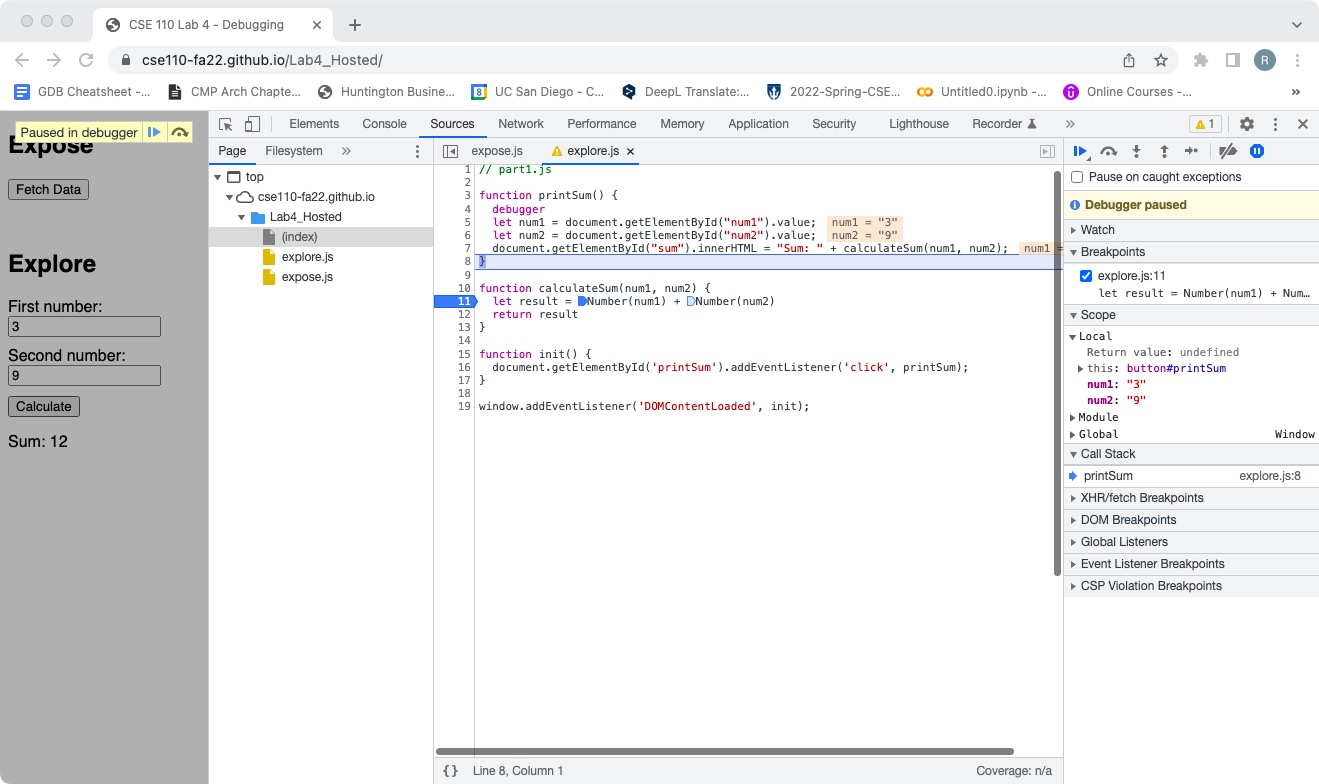 CSE 110 Lab 4 - Debugging
cse110-fa22.github.io/Lab4_Hosted/
R
GDB Cheatsheet -... CMP Arch Chapte... Huntington Busine... 8 UC San Diego - C... DeepL Translate:... 2022-Spring-CSE... Untitled0.ipynb -... Online Courses -... »
Paused in debugger
Expose
Fetch Data
Explore
First number:
3
Second number:
9
Calculate
Sum: 12
Elements Console Sources Network Performance Memory Application Security Lighthouse Recorder » 1
Page Filesystem »
top
cse110-fa22.github.io
Lab4_Hosted
(index)
explore.js
expose.js
expose.js explore.js
1 // part1.js
2
3 function printSum() {
4 debugger
5 let num1 = document.getElementById("num1").value; num1 = "3"
6 let num2 = document.getElementById("num2").value; num2 = "9"
7 document.getElementById("sum").innerHTML = "Sum: " + calculateSum(num1, num2); num1 =
8 }
9
10 function calculateSum(num1, num2) {
11 let result = Number(num1) + Number(num2)
12 return result
13 }
14
15 function init() {
16 document.getElementById('printSum').addEventListener('click', printSum);
17 }
18
19 window.addEventListener('DOMContentLoaded', init);
{} Line 8, Column 1 Coverage: n/a
Pause on caught exceptions
Debugger paused
Watch
Breakpoints
explore.js:11
let result = Number(num1) + Num…
Scope
Local
Return value: undefined
this: button#printSum
num1: "3"
num2: "9"
Module
Global Window
Call Stack
printSum explore.js:8
XHR/fetch Breakpoints
DOM Breakpoints
Global Listeners
Event Listener Breakpoints
CSP Violation Breakpoints